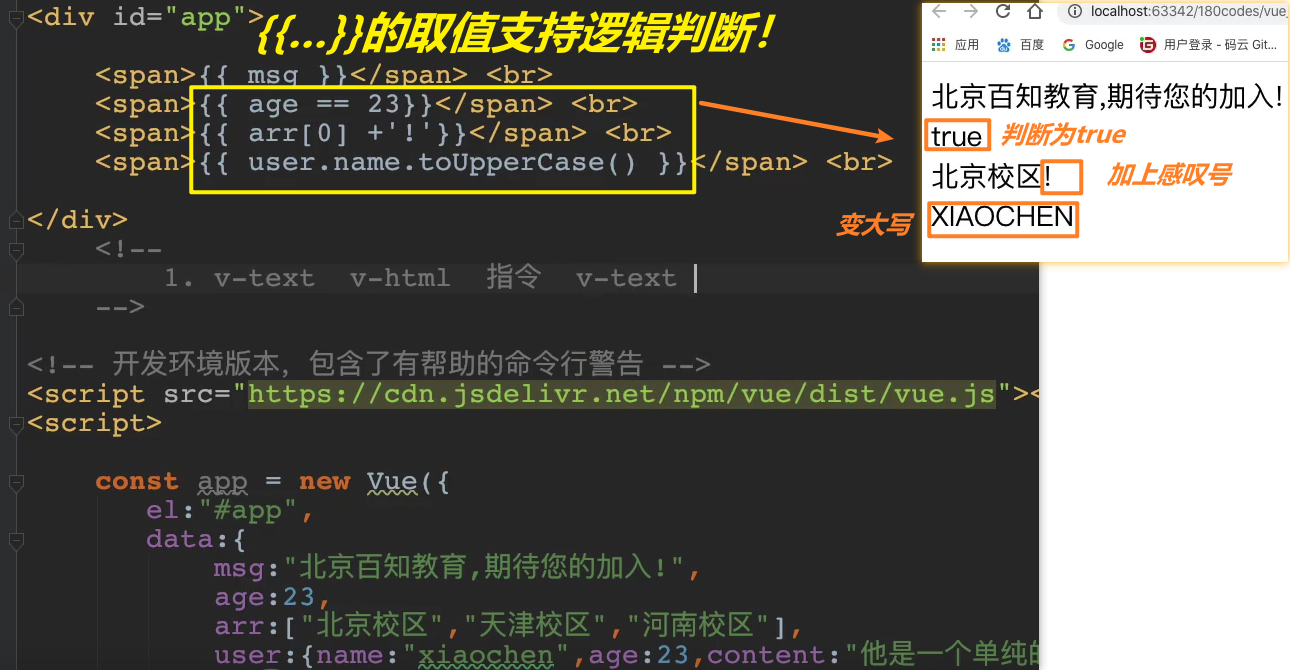 <div id="app">
{{...}}的取值支持逻辑判断！
<span>{{ msg }}</span> <br>
<span>{{ age == 23}}</span> <br>
<span>{{ arr[0] +'!'}}</span> <br>
<span>{{ user.name.toUpperCase() }}</span> <br>
</div>
<!--
1. v-text  v-html  指令  v-text
-->
<!-- 开发环境版本，包含了有帮助的命令行警告 -->
<script src="https://cdn.jsdelivr.net/npm/vue/dist/vue.js"><
<script>
const app = new Vue({
el:"#app",
data:{
msg:"北京百知教育,期待您的加入!",
age:23,
arr:["北京校区","天津校区","河南校区"],
user:{name:"xiaochen",age:23,content:"他是一个单纯的
localhost:63342/180codes/vue_
应用 百度 Google 用户登录 - 码云 Git...
北京百知教育,期待您的加入!
true 判断为true
北京校区! 加上感叹号
变大写 XIAOCHEN